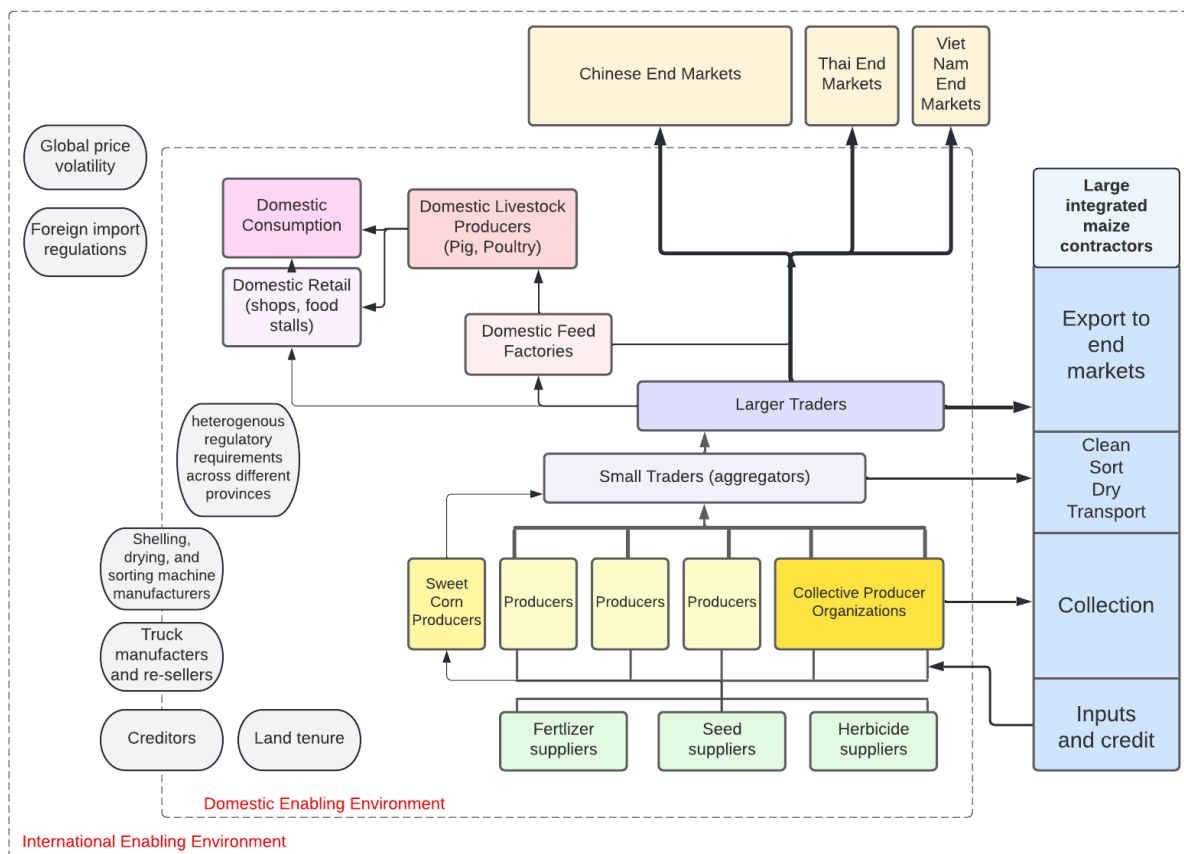 Chinese End Markets
Thai End
Markets
Viet
Nam
End
Markets
Global price
volatility
Foreign import
regulations
Domestic
Consumption
Domestic Livestock
Producers
(Pig, Poultry)
Domestic Retail
(shops, food
stalls)
Domestic Feed
Factories
Large
integrated
maize
contractors
Export to
end
markets
Larger Traders
heterogenous
regulatory
requirements
across different
provinces
Small Traders (aggregators)
Clean
Sort
Dry
Transport
Shelling,
drying, and
sorting machine
manufacturers
Sweet
Corn
Producers
Producers
Producers
Producers
Collective Producer
Organizations
Collection
Truck
manufacters
and re-sellers
Creditors
Land tenure
Fertlizer
suppliers
Seed
suppliers
Herbicide
suppliers
Inputs
and credit
Domestic Enabling Environment
International Enabling Environment